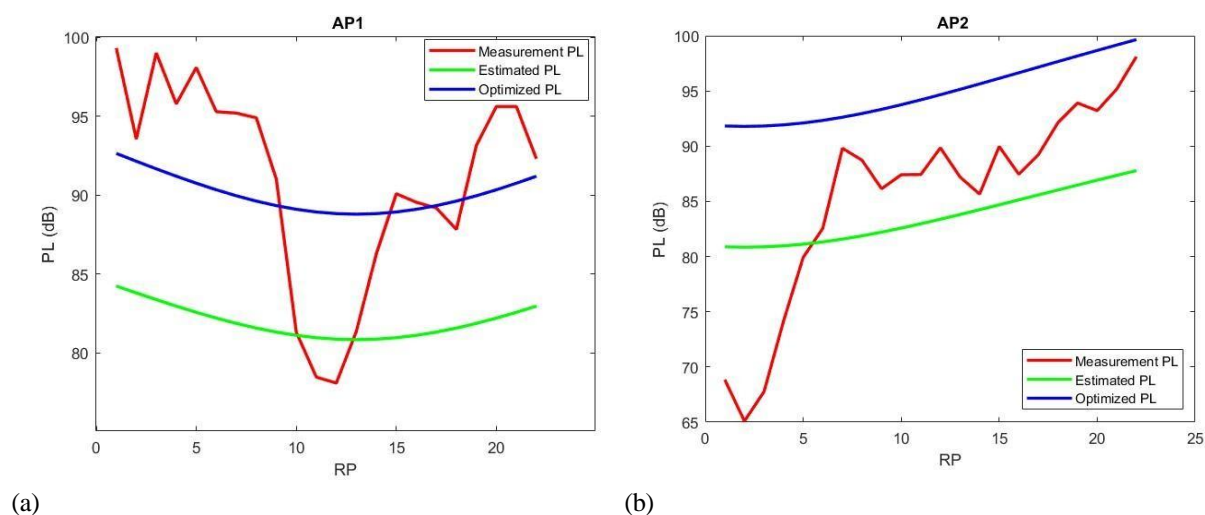 AP1
100
95
90
85
80
PL (dB)
0 5 10 15 20
RP
Measurement PL
Estimated PL
Optimized PL
(a)
AP2
100
95
90
85
80
75
70
65
PL (dB)
0 5 10 15 20 25
RP
Measurement PL
Estimated PL
Optimized PL
(b)